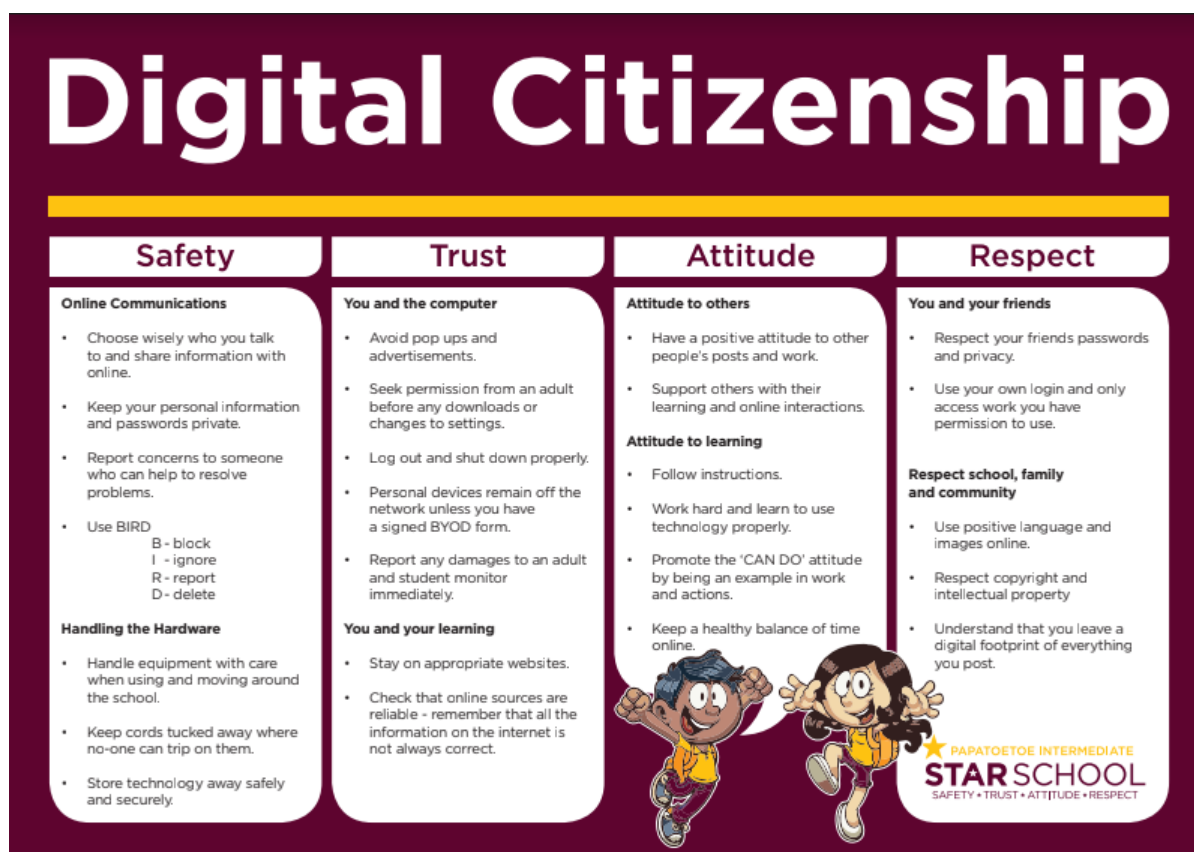 Digital Citizenship
Safety
Online Communications
• Choose wisely who you talk
to and share information with
online.
• Keep your personal information
and passwords private.
• Report concerns to someone
who can help to resolve
problems.
• Use BIRD
B - block
I - ignore
R - report
D - delete
Handling the Hardware
• Handle equipment with care
when using and moving around
the school.
• Keep cords tucked away where
no-one can trip on them.
• Store technology away safely
and securely.
Trust
You and the computer
• Avoid pop ups and
advertisements.
• Seek permission from an adult
before any downloads or
changes to settings.
• Log out and shut down properly.
• Personal devices remain off the
network unless you have
a signed BYOD form.
• Report any damages to an adult
and student monitor
immediately.
You and your learning
• Stay on appropriate websites.
• Check that online sources are
reliable - remember that all the
information on the internet is
not always correct.
Attitude
Attitude to others
• Have a positive attitude to other
people's posts and work.
• Support others with their
learning and online interactions.
Attitude to learning
• Follow instructions.
• Work hard and learn to use
technology properly.
• Promote the 'CAN DO' attitude
by being an example in work
and actions.
• Keep a healthy balance of time
online.
Respect
You and your friends
• Respect your friends passwords
and privacy.
• Use your own login and only
access work you have
permission to use.
Respect school, family
and community
• Use positive language and
images online.
• Respect copyright and
intellectual property
• Understand that you leave a
digital footprint of everything
you post.
PAPATOETOE INTERMEDIATE
STAR SCHOOL
SAFETY • TRUST • ATTITUDE • RESPECT